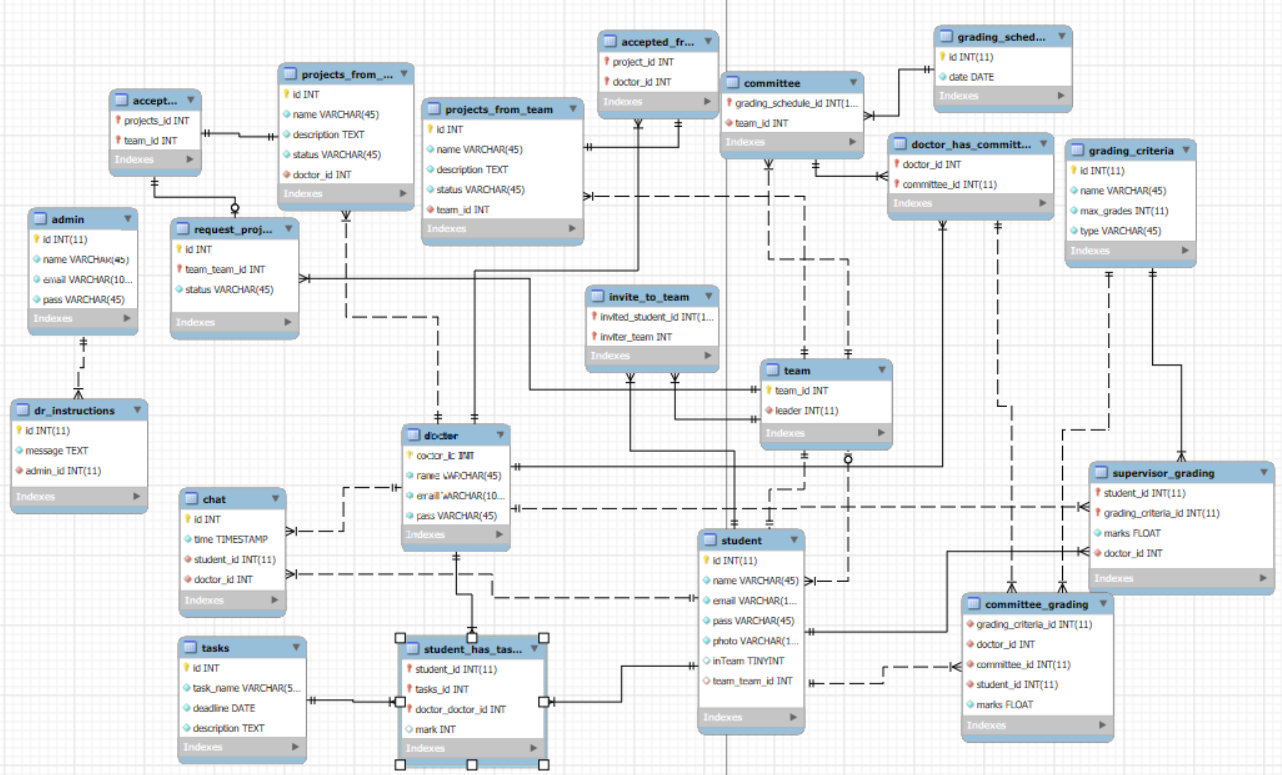 accept...
projects_id INT
team_id INT
Indexes
projects_from_...
id INT
name VARCHAR(45)
description TEXT
status VARCHAR(45)
doctor_id INT
Indexes
projects_from_team
id INT
name VARCHAR(45)
description TEXT
status VARCHAR(45)
team_id INT
Indexes
accepted_fr...
project_id INT
doctor_id INT
Indexes
committee
grading_schedule_id INT(1...
team_id INT
Indexes
grading_sched...
id INT(11)
date DATE
Indexes
doctor_has_committ...
doctor_id INT
committee_id INT(11)
Indexes
grading_criteria
id INT(11)
name VARCHAR(45)
max_grades INT(11)
type VARCHAR(45)
Indexes
admin
id INT(11)
name VARCHAR(45)
email VARCHAR(10...
pass VARCHAR(45)
Indexes
request_proj...
id INT
team_team_id INT
status VARCHAR(45)
Indexes
invite_to_team
invited_student_id INT(1...
inviter_team INT
Indexes
team
team_id INT
leader INT(11)
Indexes
dr_instructions
id INT(11)
message TEXT
admin_id INT(11)
Indexes
doctor
INT
name VARCHAR(45)
email VARCHAR(10...
pass VARCHAR(45)
Indexes
chat
id INT
time TIMESTAMP
student_id INT(11)
doctor_id INT
Indexes
student
id INT(11)
name VARCHAR(45)
email VARCHAR(1...
pass VARCHAR(45)
photo VARCHAR(1...
inTeam TINYINT
team_team_id INT
Indexes
supervisor_grading
student_id INT(11)
grading_criteria_id INT(11)
marks FLOAT
doctor_id INT
Indexes
committee_grading
grading_criteria_id INT(11)
doctor_id INT
committee_id INT(11)
student_id INT(11)
marks FLOAT
Indexes
tasks
id INT
task_name VARCHAR(5...
deadline DATE
description TEXT
Indexes
student_has_tas...
student_id INT(11)
tasks_id INT
doctor_doctor_id INT
mark INT
Indexes